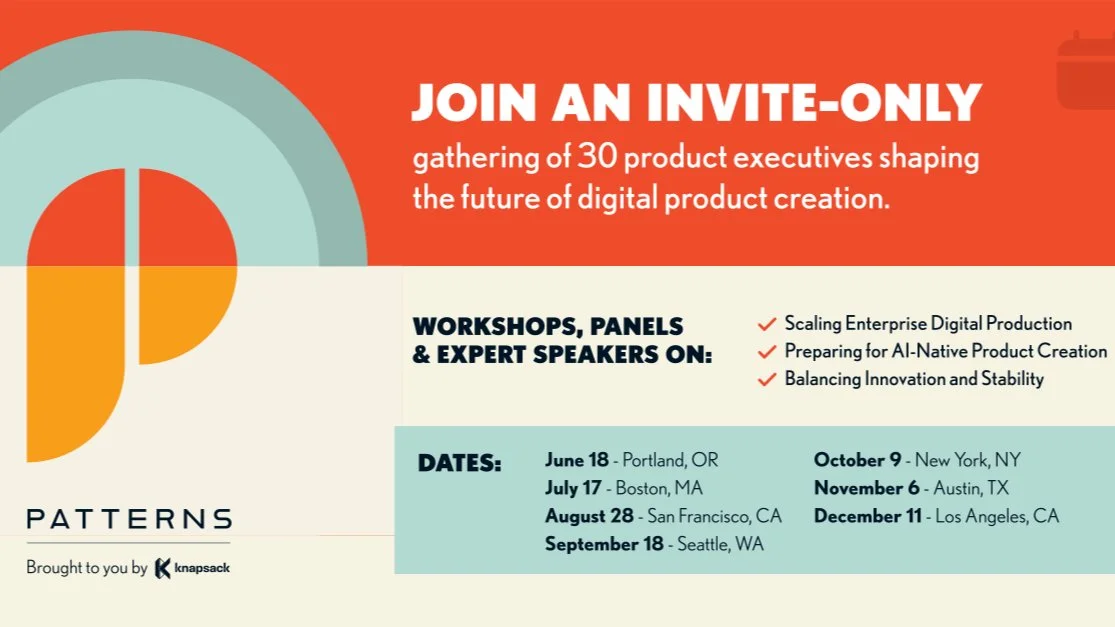 JOIN AN INVITE-ONLY
gathering of 30 product executives shaping
the future of digital product creation.
WORKSHOPS, PANELS
& EXPERT SPEAKERS ON:
Scaling Enterprise Digital Production
Preparing for AI-Native Product Creation
Balancing Innovation and Stability
DATES:
June 18 - Portland, OR
July 17 - Boston, MA
August 28 - San Francisco, CA
September 18 - Seattle, WA
October 9 - New York, NY
November 6 - Austin, TX
December 11 - Los Angeles, CA
PATTERNS
Brought to you by knapsack